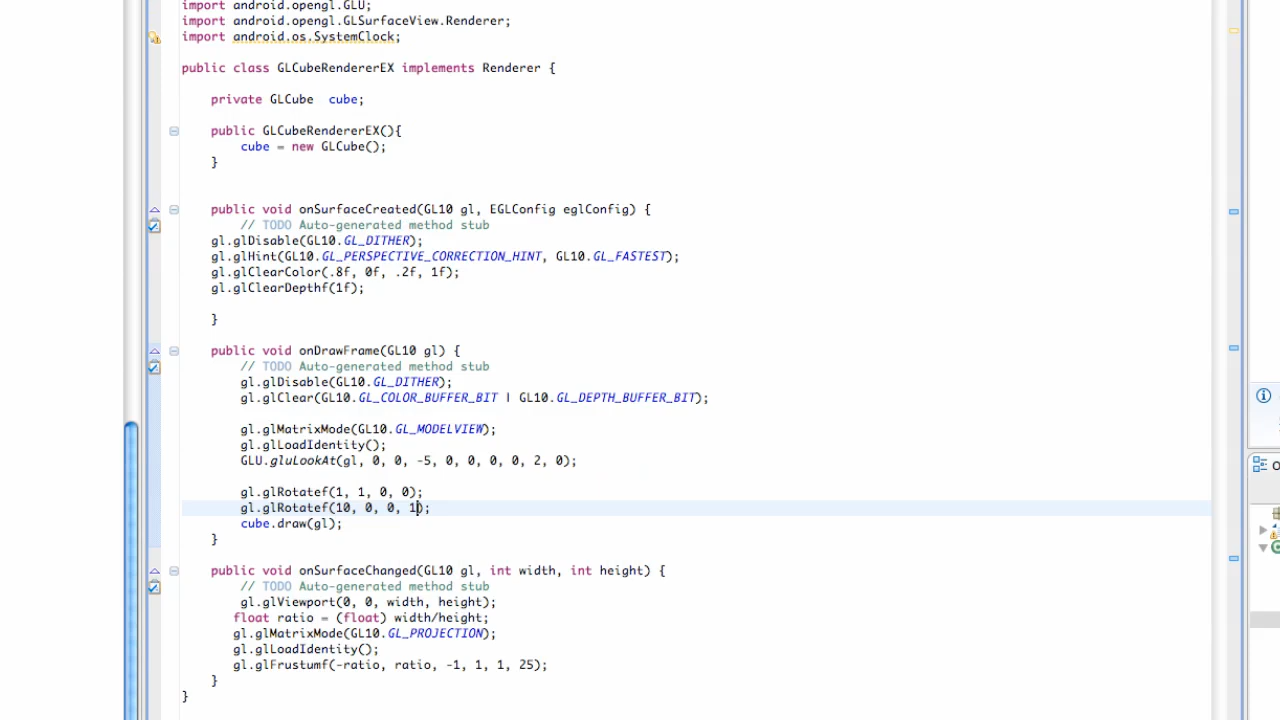 import android.opengl.GLU;
import android.opengl.GLSurfaceView.Renderer;
import android.os.SystemClock;
public class GLCubeRendererEX implements Renderer {
private GLCube  cube;
public GLCubeRendererEX(){
cube = new GLCube();
}
public void onSurfaceCreated(GL10 gl, EGLConfig eglConfig) {
// TODO Auto-generated method stub
gl.glDisable(GL10.GL_DITHER);
gl.glHint(GL10.GL_PERSPECTIVE_CORRECTION_HINT, GL10.GL_FASTEST);
gl.glClearColor(.8f, 0f, .2f, 1f);
gl.glClearDepthf(1f);
}
public void onDrawFrame(GL10 gl) {
// TODO Auto-generated method stub
gl.glDisable(GL10.GL_DITHER);
gl.glClear(GL10.GL_COLOR_BUFFER_BIT | GL10.GL_DEPTH_BUFFER_BIT);
gl.glMatrixMode(GL10.GL_MODELVIEW);
gl.glLoadIdentity();
GLU.gluLookAt(gl, 0, 0, -5, 0, 0, 0, 0, 2, 0);
gl.glRotatef(1, 1, 0, 0);
gl.glRotatef(10, 0, 0, 1);
cube.draw(gl);
}
public void onSurfaceChanged(GL10 gl, int width, int height) {
// TODO Auto-generated method stub
gl.glViewport(0, 0, width, height);
float ratio = (float) width/height;
gl.glMatrixMode(GL10.GL_PROJECTION);
gl.glLoadIdentity();
gl.glFrustumf(-ratio, ratio, -1, 1, 1, 25);
}
}